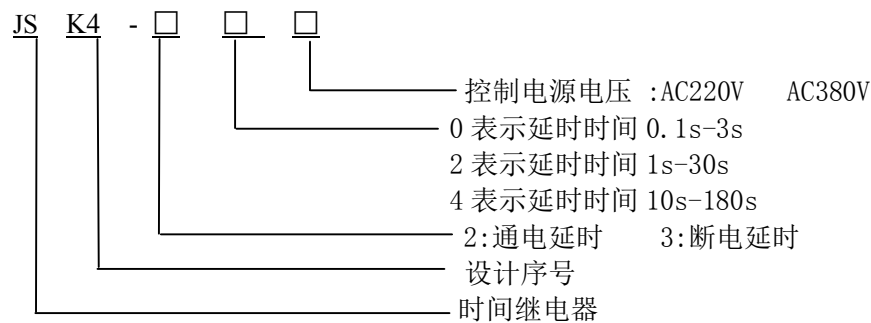 JS K4 - □ □ □
控制电源电压 :AC220V AC380V
0 表示延时时间 0.1s-3s
2 表示延时时间 1s-30s
4 表示延时时间 10s-180s
2:通电延时 3:断电延时
设计序号
时间继电器